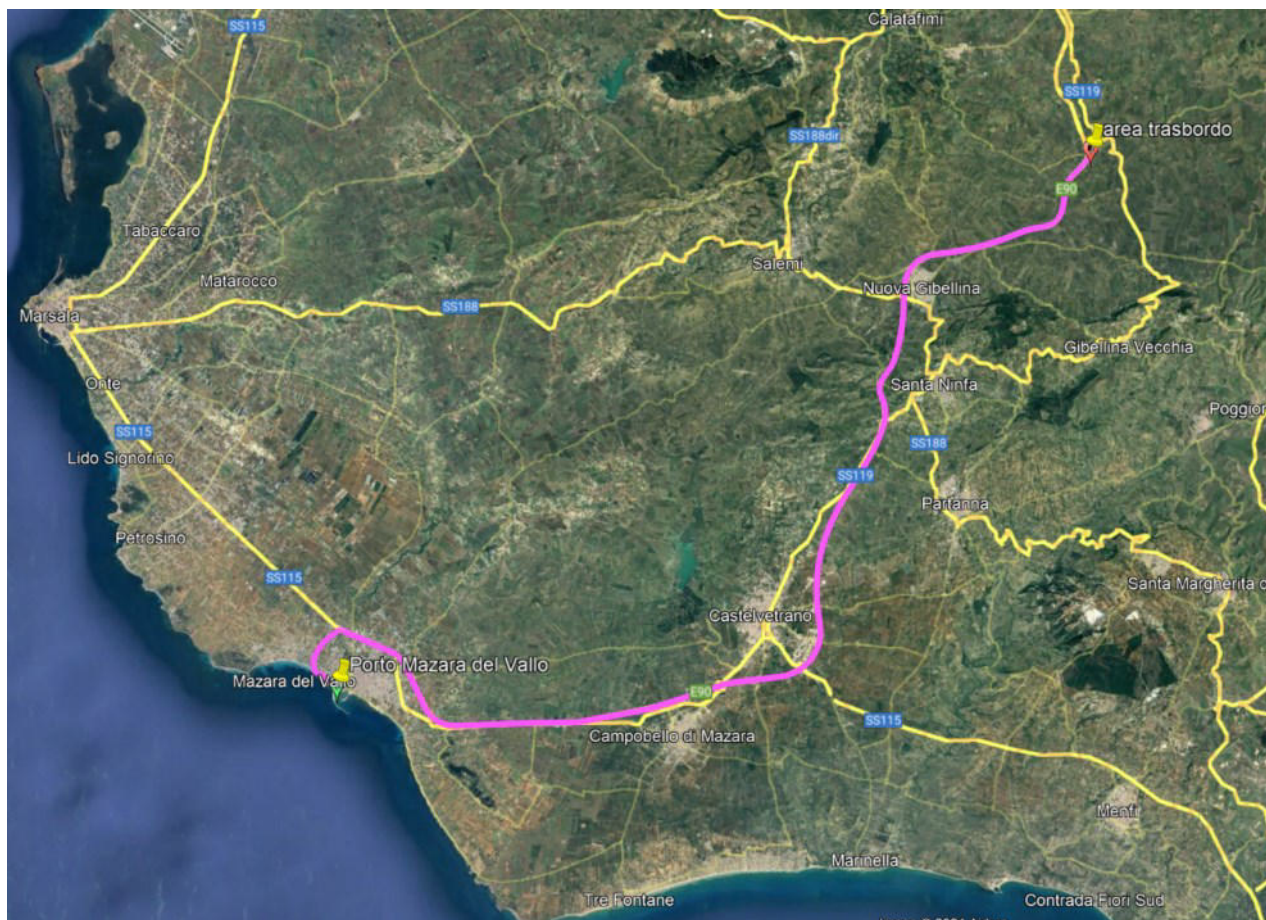 Calatafimi
SS115
SS119
area trasbordo
SS188dir
E90
Tabaccaro
Salemi
Matarocco
Nuova Gibellina
SS188
Marsala
Gibellina Vecchia
Onte
Santa Ninfa
Poggior
SS115
SS188
Lido Signorino
SS119
Partanna
Petrosino
SS115
Santa Margherita
Castelvetrano
Porto Mazara del Vallo
Mazara del Vallo
E90
SS115
Campobello di Mazara
Menfi
Marinella
Tre Fontane
Contrada Fiori Sud